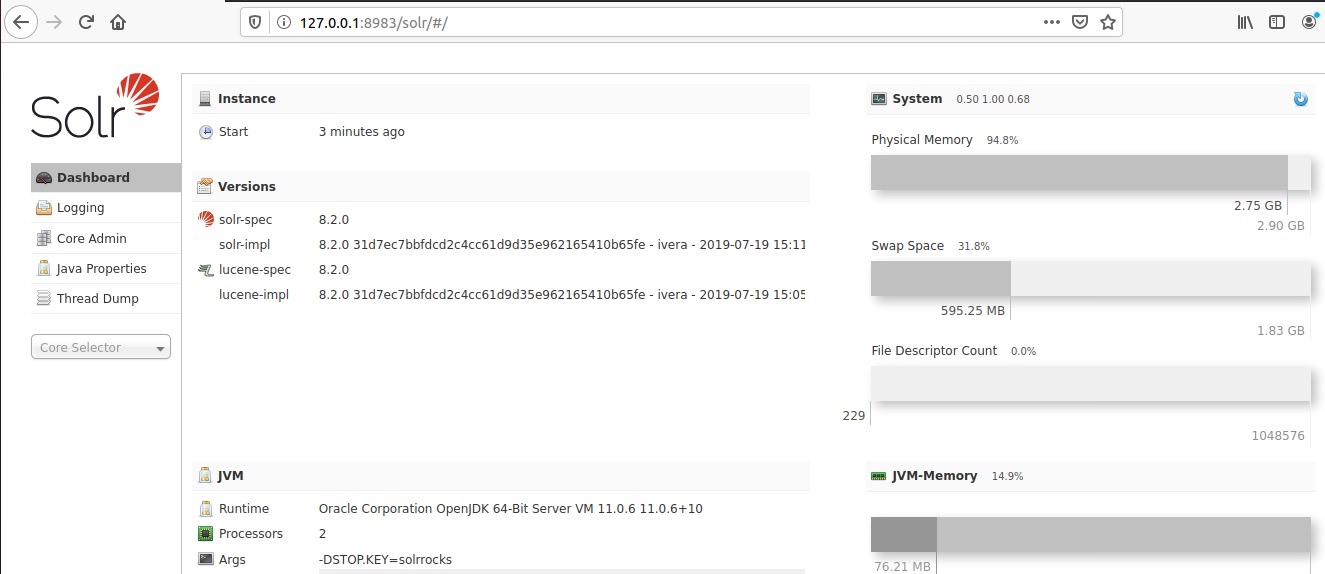 127.0.0.1:8983/solr/#/
Solr
Dashboard
Logging
Core Admin
Java Properties
Thread Dump
Core Selector
Instance
Start 3 minutes ago
Versions
solr-spec 8.2.0
solr-impl 8.2.0 31d7ec7bbfdcd2c4cc61d9d35e962165410b65fe - ivera - 2019-07-19 15:11
lucene-spec 8.2.0
lucene-impl 8.2.0 31d7ec7bbfdcd2c4cc61d9d35e962165410b65fe - ivera - 2019-07-19 15:05
JVM
Runtime Oracle Corporation OpenJDK 64-Bit Server VM 11.0.6 11.0.6+10
Processors 2
Args -DSTOP.KEY=solrrocks
System 0.50 1.00 0.68
Physical Memory 94.8%
2.75 GB
2.90 GB
Swap Space 31.8%
595.25 MB
1.83 GB
File Descriptor Count 0.0%
229
1048576
JVM-Memory 14.9%
76.21 MB